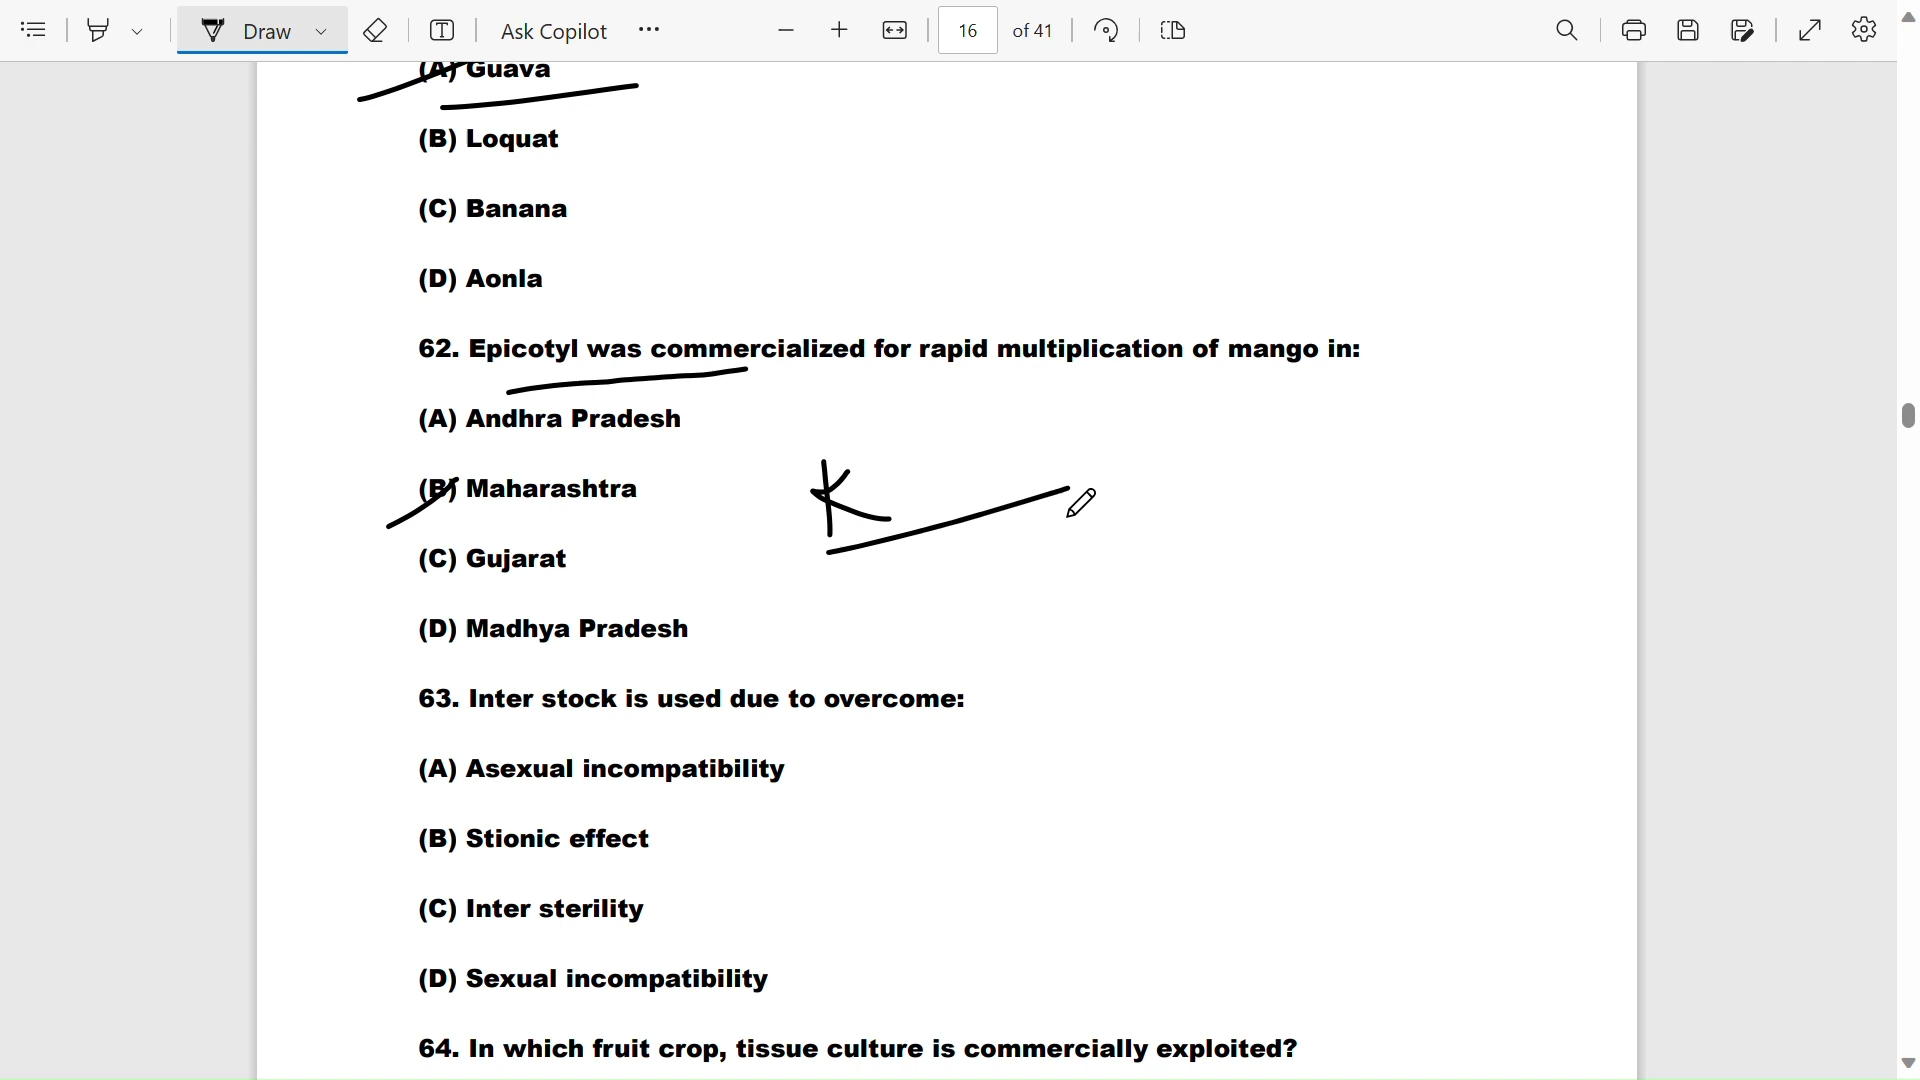 Draw
Ask Copilot
16 of 41
(A) Guava
(B) Loquat
(C) Banana
(D) Aonla
62. Epicotyl was commercialized for rapid multiplication of mango in:
(A) Andhra Pradesh
(B) Maharashtra
K
(C) Gujarat
(D) Madhya Pradesh
63. Inter stock is used due to overcome:
(A) Asexual incompatibility
(B) Stionic effect
(C) Inter sterility
(D) Sexual incompatibility
64. In which fruit crop, tissue culture is commercially exploited?